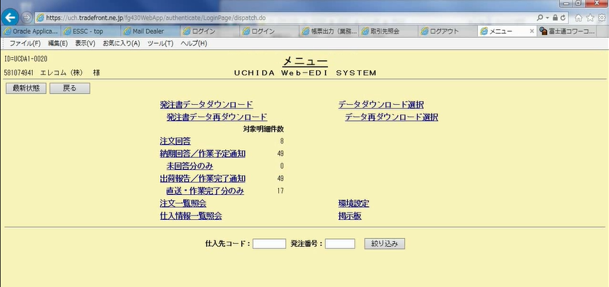 https://uch.tradefront.ne.jp/fg430WebApp/authenticate/LoginPage/dispatch.do
Oracle Applica... ESSC - top Mail Dealer ログイン ログイン 帳票出力（業務... 取引先照会 ログアウト メニュー 富士通コワーコ...
ファイル(F) 編集(E) 表示(V) お気に入り(A) ツール(T) ヘルプ(H)
ID=UCDA1-0020
メニュー
581074941 エレコム（株） 様
UCHIDA Web-EDI SYSTEM
最新状態 戻る
発注書データダウンロード データダウンロード選択
発注書データ再ダウンロード データ再ダウンロード選択
対象明細件数
注文回答 8
納期回答／作業予定通知 49
未回答分のみ 0
出荷報告／作業完了通知 49
直送・作業完了分のみ 17
注文一覧照会 環境設定
仕入情報一覧照会 掲示板
仕入先コード： 発注番号： 絞り込み